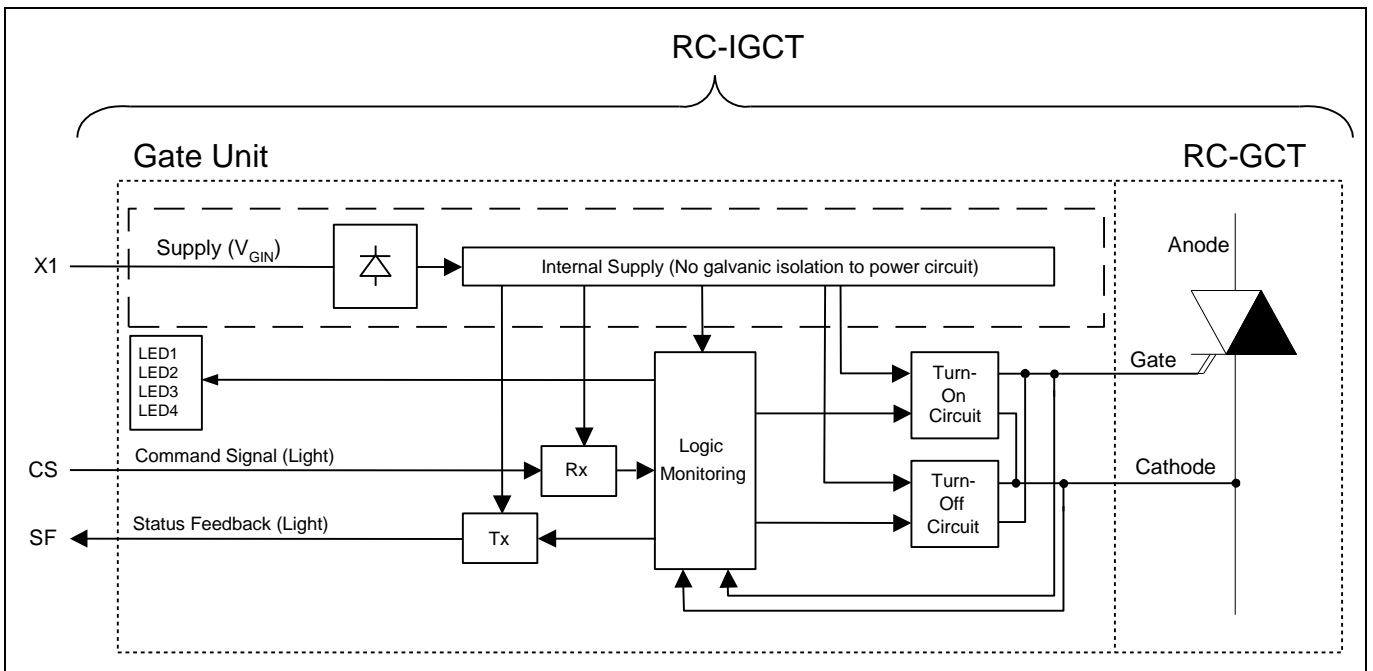 RC-IGCT
Gate Unit
RC-GCT
X1
Supply (VGIN)
Internal Supply (No galvanic isolation to power circuit)
Anode
LED1
LED2
LED3
LED4
Gate
Turn-
On
Circuit
CS
Command Signal (Light)
Rx
Logic
Monitoring
Cathode
Turn-
Off
Circuit
SF
Status Feedback (Light)
Tx